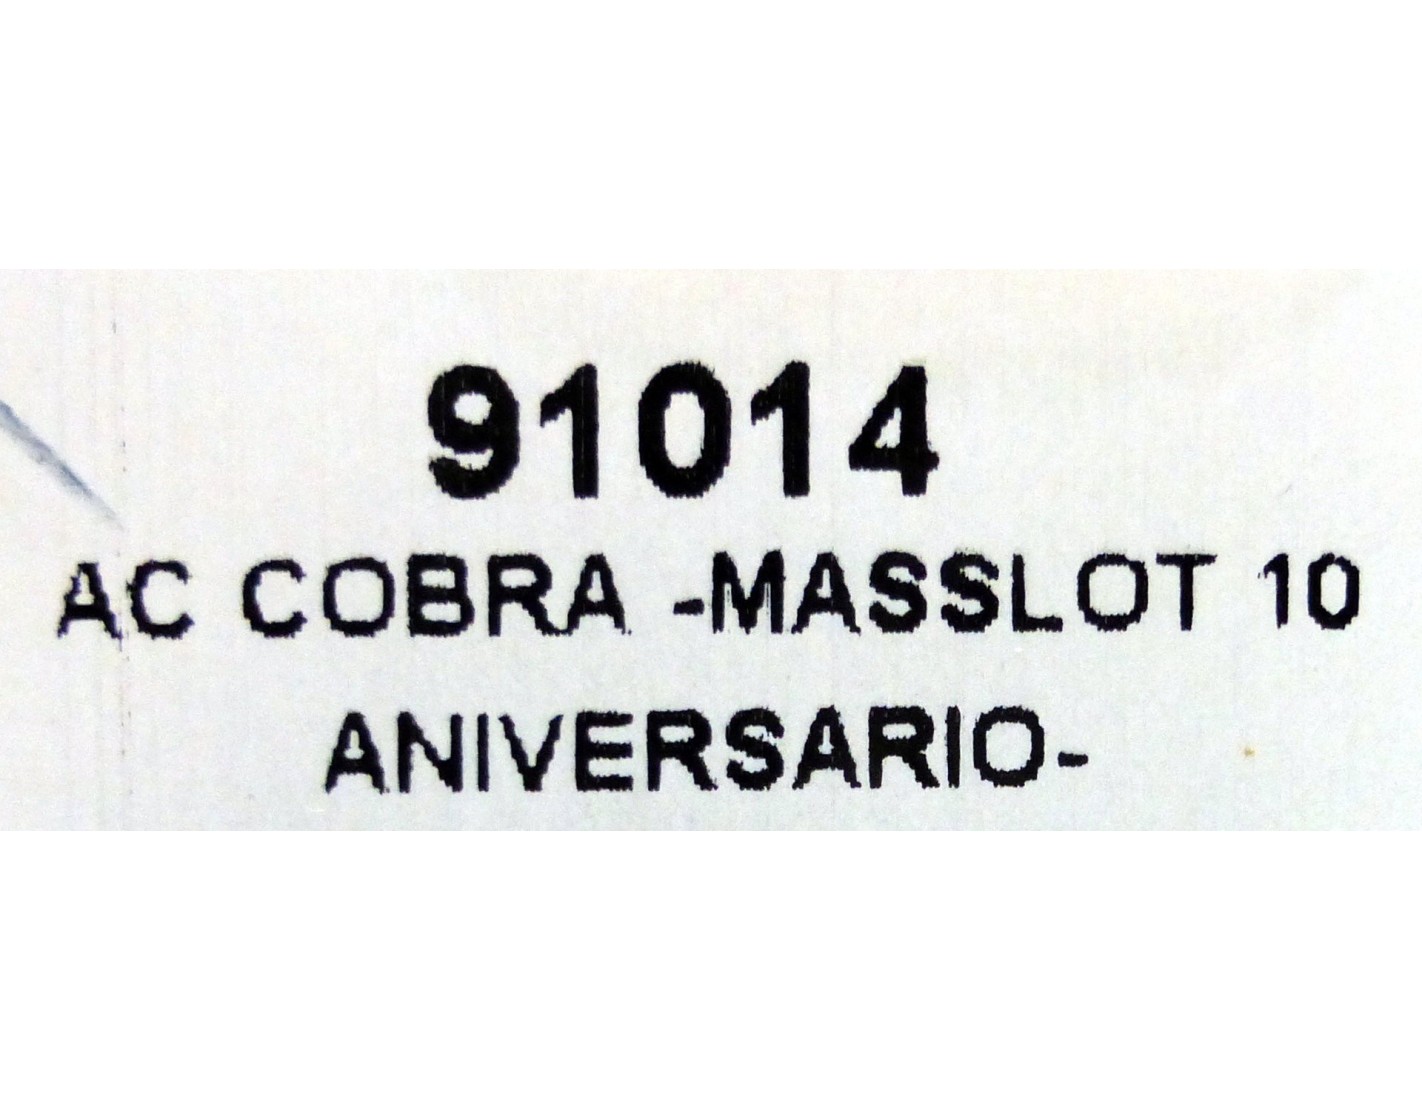 91014
AC COBRA -MASSLOT 10
ANIVERSARIO-